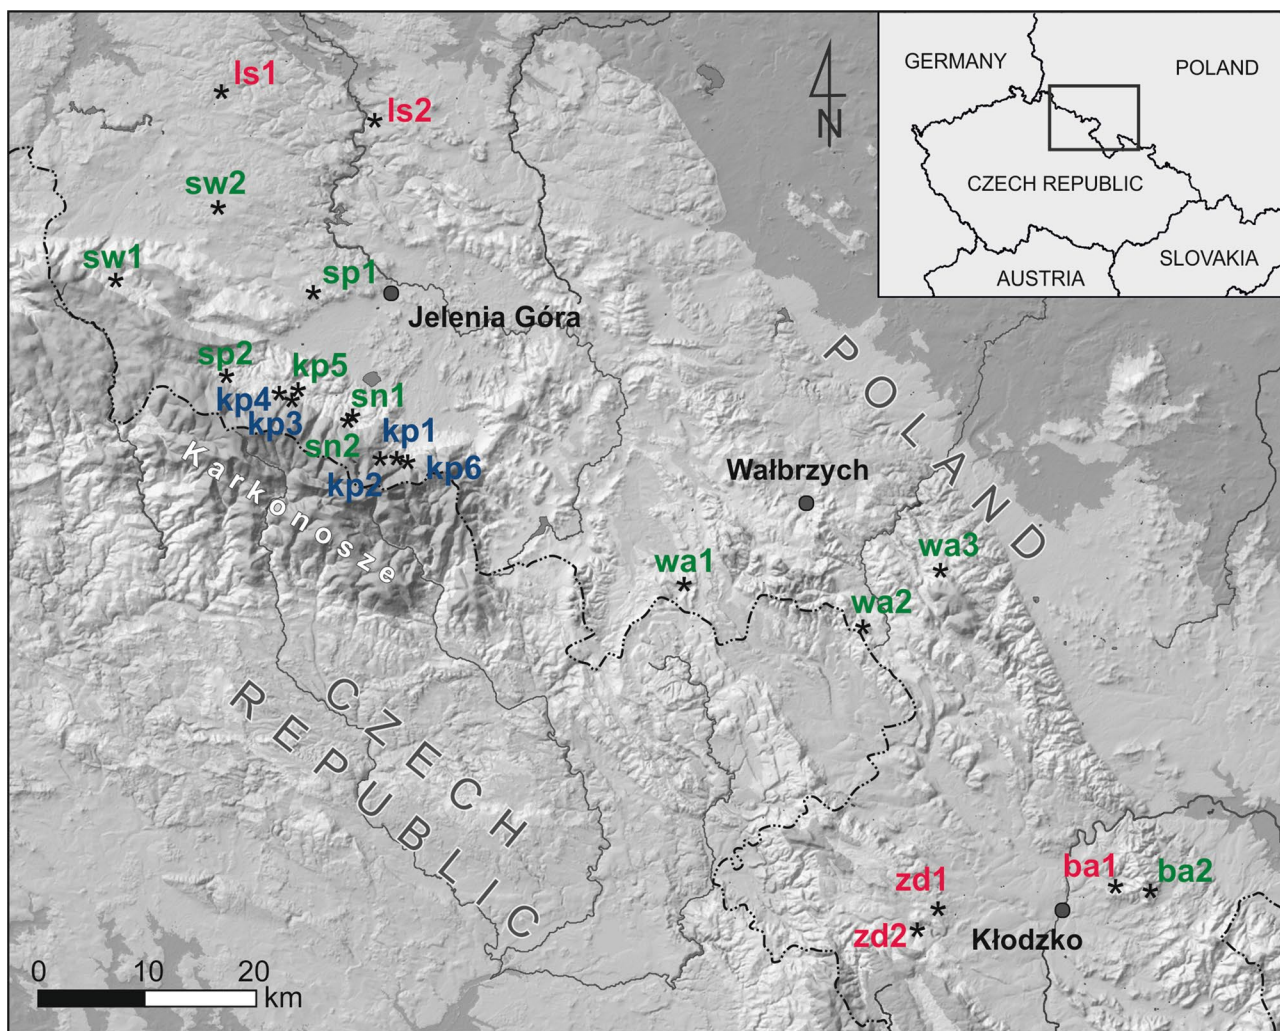 ls1
ls2
sw2
sw1
sp1
Jelenia Góra
sp2
kp5
kp4
kp3
sn1
sn2
kp1
kp2
kp6
Karkonosze
Wałbrzych
wa1
wa2
wa3
POLAND
CZECH
REPUBLIC
zd1
zd2
ba1
ba2
Kłodzko
N
GERMANY
POLAND
CZECH REPUBLIC
SLOVAKIA
AUSTRIA
0 10 20
km